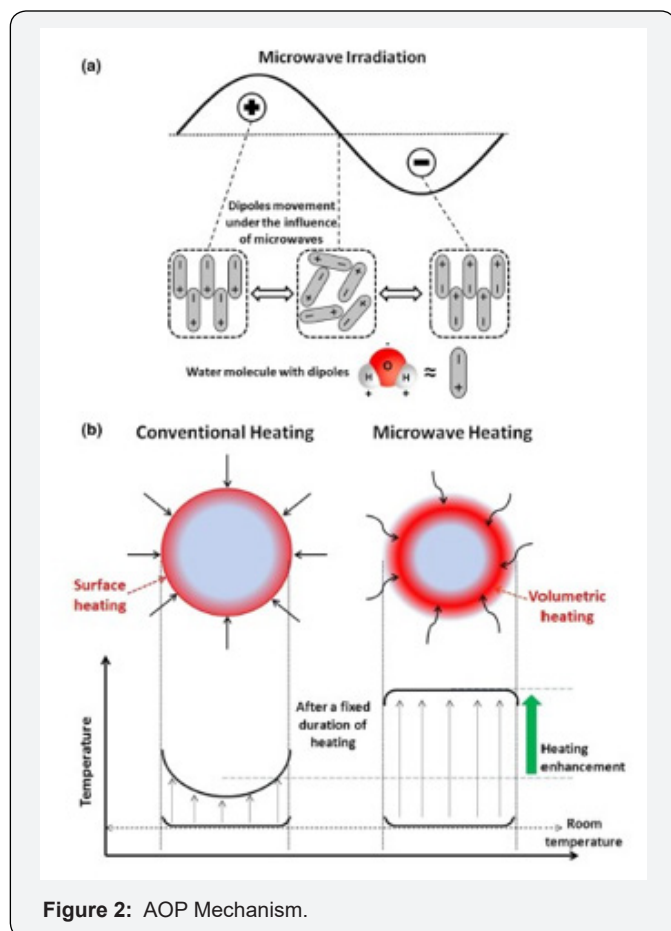 (a)
Microwave Irradiation
+
−
Dipoles movement
under the influence
of microwaves
Water molecule with dipoles
O
H
H
+
+
≈
−
+
(b)
Conventional Heating
Microwave Heating
Surface
heating
Volumetric
heating
Temperature
After a fixed
duration of
heating
Heating
enhancement
Room
temperature
Figure 2: AOP Mechanism.